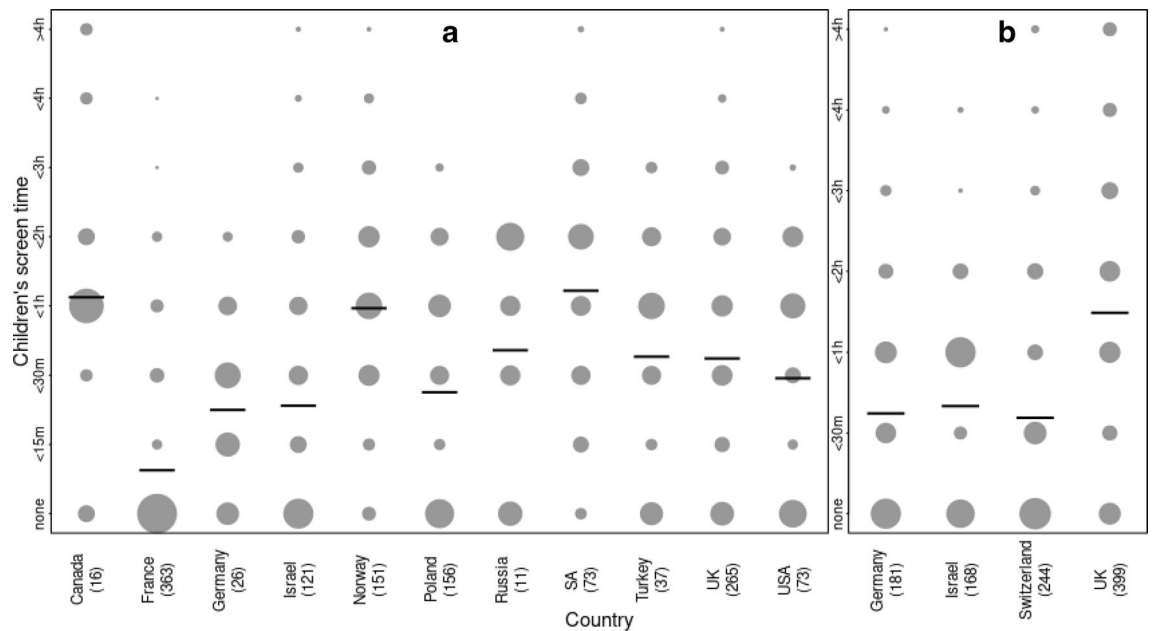 a
b
Children's screen time
>4h
<4h
<3h
<2h
<1h
<30m
<15m
none
>4h
<4h
<3h
<2h
<1h
<30m
none
Canada
(16)
France
(363)
Germany
(26)
Israel
(121)
Norway
(151)
Poland
(156)
Russia
(11)
SA
(73)
Turkey
(37)
UK
(265)
USA
(73)
Germany
(181)
Israel
(168)
Switzerland
(244)
UK
(399)
Country